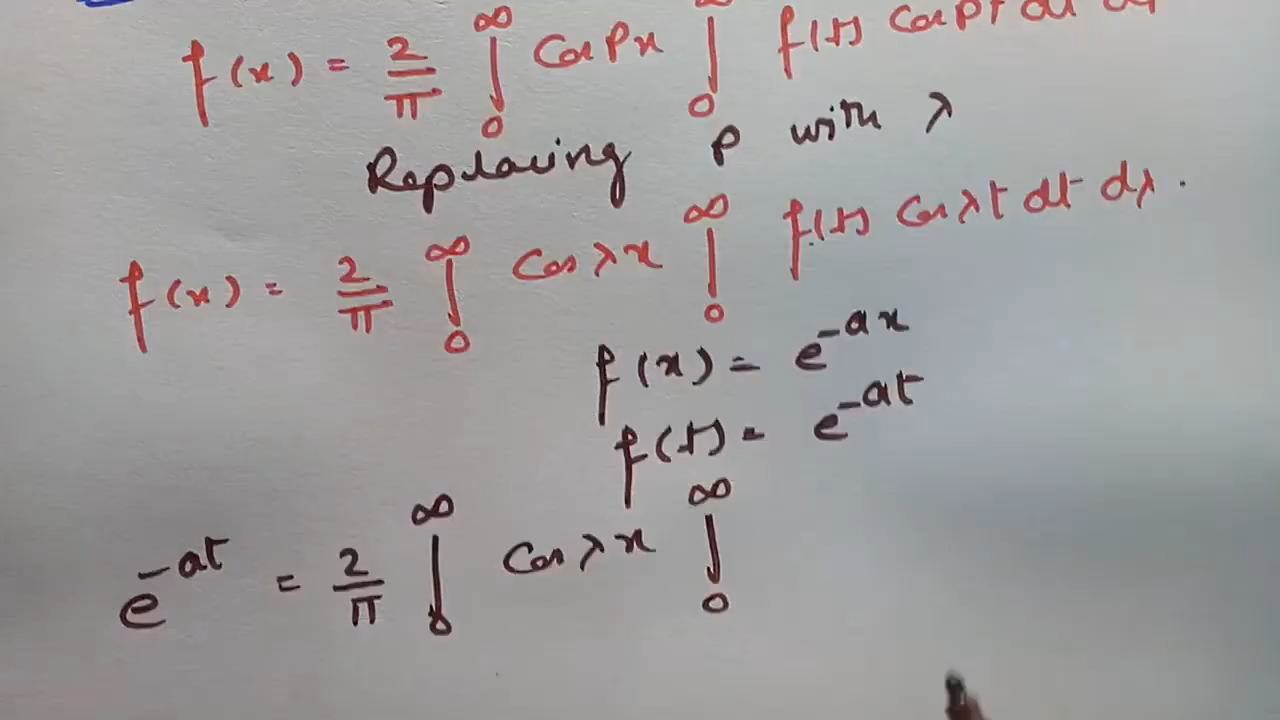 f(x) = 2/π ∫₀^∞ Cos Px ∫₀^∞ f(t) Cos pt dt dp
Replacing P with λ
f(x) = 2/π ∫₀^∞ Cos λx ∫₀^∞ f(t) Cos λt dt dλ.
f(x) = e^-ax
f(t) = e^-at
e^-at = 2/π ∫₀^∞ Cos λx ∫₀^∞